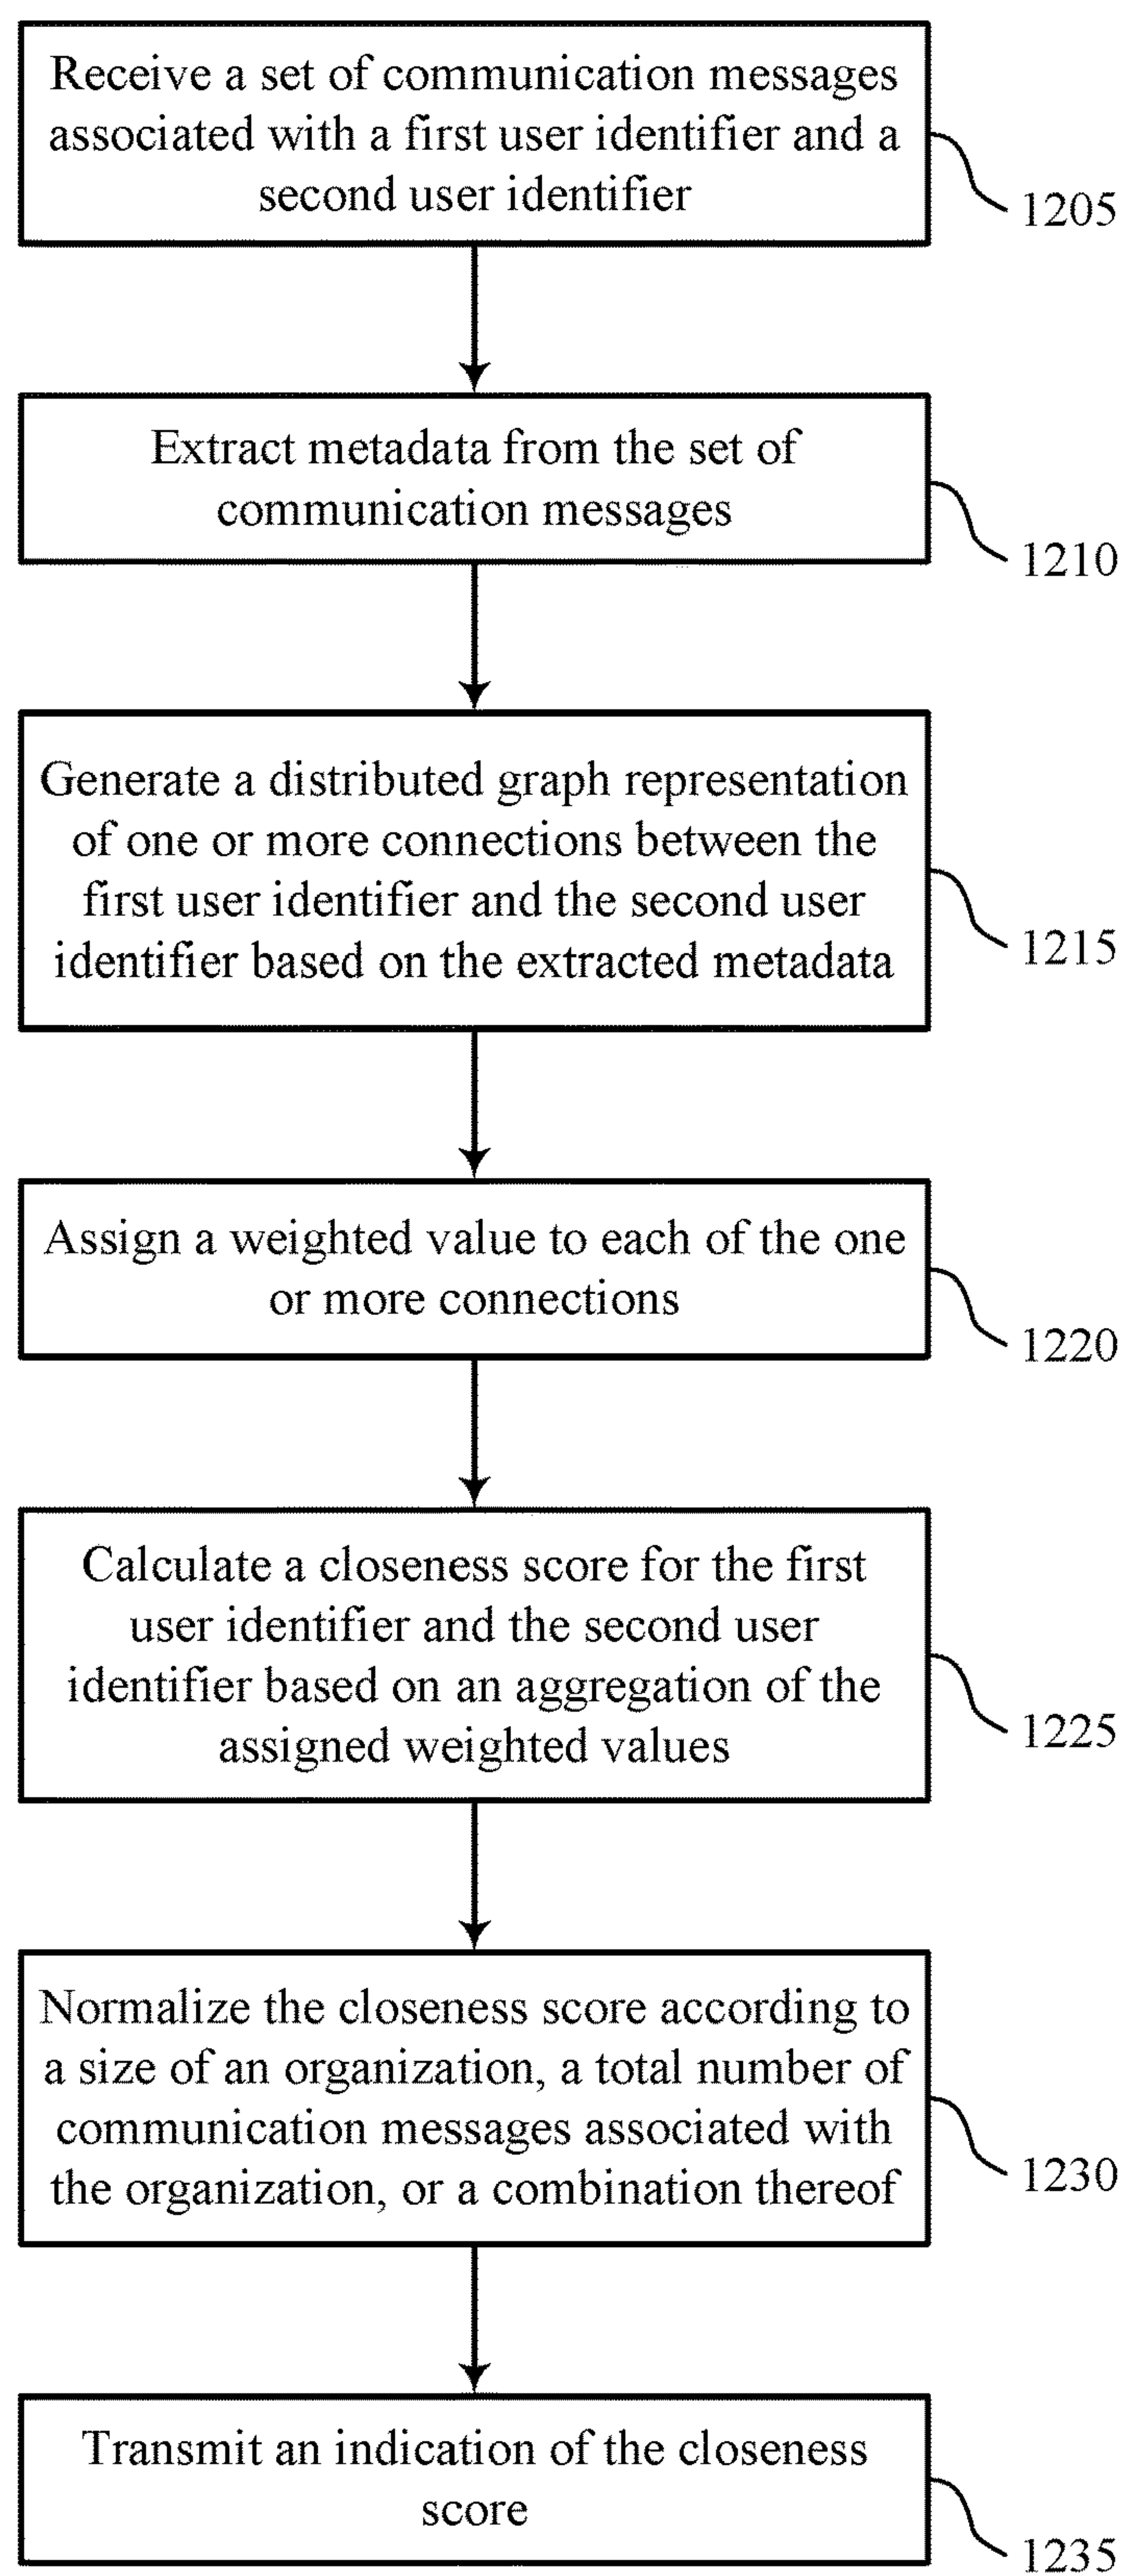 Receive a set of communication messages
associated with a first user identifier and a
second user identifier
1205
Extract metadata from the set of
communication messages
1210
Generate a distributed graph representation
of one or more connections between the
first user identifier and the second user
identifier based on the extracted metadata
1215
Assign a weighted value to each of the one
or more connections
1220
Calculate a closeness score for the first
user identifier and the second user
identifier based on an aggregation of the
assigned weighted values
1225
Normalize the closeness score according to
a size of an organization, a total number of
communication messages associated with
the organization, or a combination thereof
1230
Transmit an indication of the closeness
score
1235